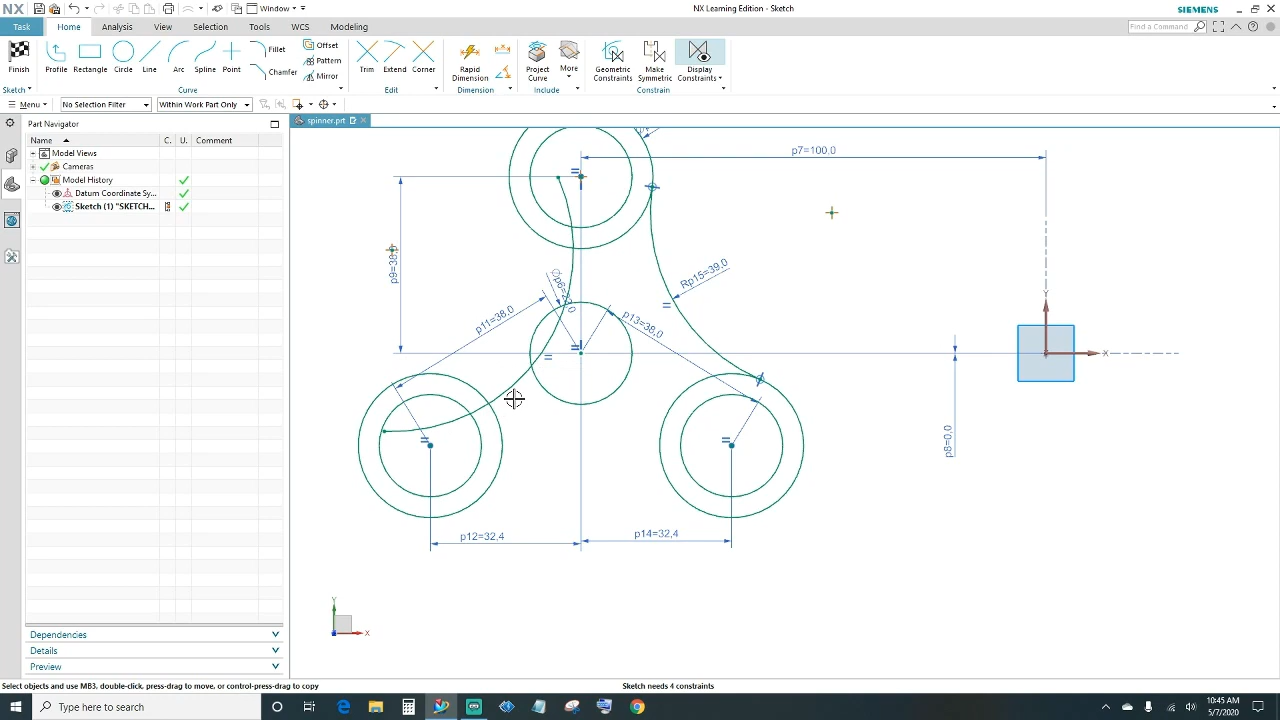 NX
Window
NX Learning Edition - Sketch
SIEMENS
Task
Home
Analysis
View
Selection
Tools
WCS
Modeling
Find a Command
Finish
Profile
Rectangle
Circle
Line
Arc
Spline
Point
Fillet
Chamfer
Offset
Pattern
Mirror
Trim
Extend
Corner
Rapid
Dimension
Project
Curve
More
Geometric
Constraints
Make
Symmetric
Display
Constraints
Sketch
Curve
Edit
Dimension
Include
Constrain
Menu
No Selection Filter
Within Work Part Only
Part Navigator
spinner.prt
Name
C.
U.
Comment
Model Views
Cameras
Model History
Datum Coordinate Sy...
Sketch (1) "SKETCH...
p7=100,0
Rp15=39,0
p11=38,0
p13=38,0
p8=0,0
p12=32,4
p14=32,4
Y
X
Y
X
Dependencies
Details
Preview
Select objects and use MB3, double-click, press-drag to move, or control-press-drag to copy
Sketch needs 4 constraints
Type here to search
10:45 AM
5/7/2020